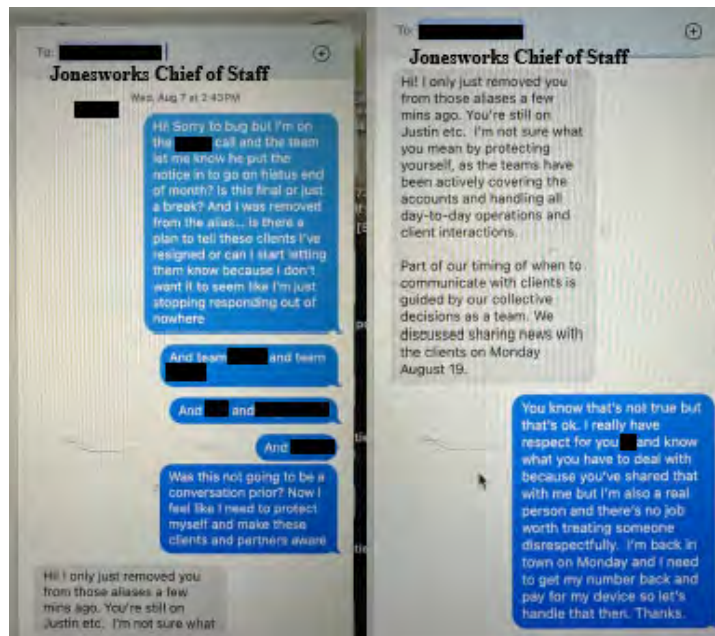 To:
Jonesworks Chief of Staff
Wed, Aug 7 at 2:43 PM
Hi! Sorry to bug but I'm on
the call and the team
let me know he put the
notice in to go on hiatus end
of month? Is this final or just
a break? And I was removed
from the alias... is there a
plan to tell these clients I've
resigned or can I start letting
them know because I don't
want it to seem like I'm just
stopping responding out of
nowhere
And team and team
And and
And
Was this not going to be a
conversation prior? Now I
feel like I need to protect
myself and make these
clients and partners aware
Hi! I only just removed you
from those aliases a few
mins ago. You're still on
Justin etc. I'm not sure what
To:
Jonesworks Chief of Staff
Hi! I only just removed you
from those aliases a few
mins ago. You're still on
Justin etc. I'm not sure what
you mean by protecting
yourself, as the teams have
been actively covering the
accounts and handling all
day-to-day operations and
client interactions.
Part of our timing of when to
communicate with clients is
guided by our collective
decisions as a team. We
discussed sharing news with
the clients on Monday
August 19.
You know that's not true but
that's ok. I really have
respect for you and know
what you have to deal with
because you've shared that
with me but I'm also a real
person and there's no job
worth treating someone
disrespectfully. I'm back in
town on Monday and I need
to get my number back and
pay for my device so let's
handle that then. Thanks.